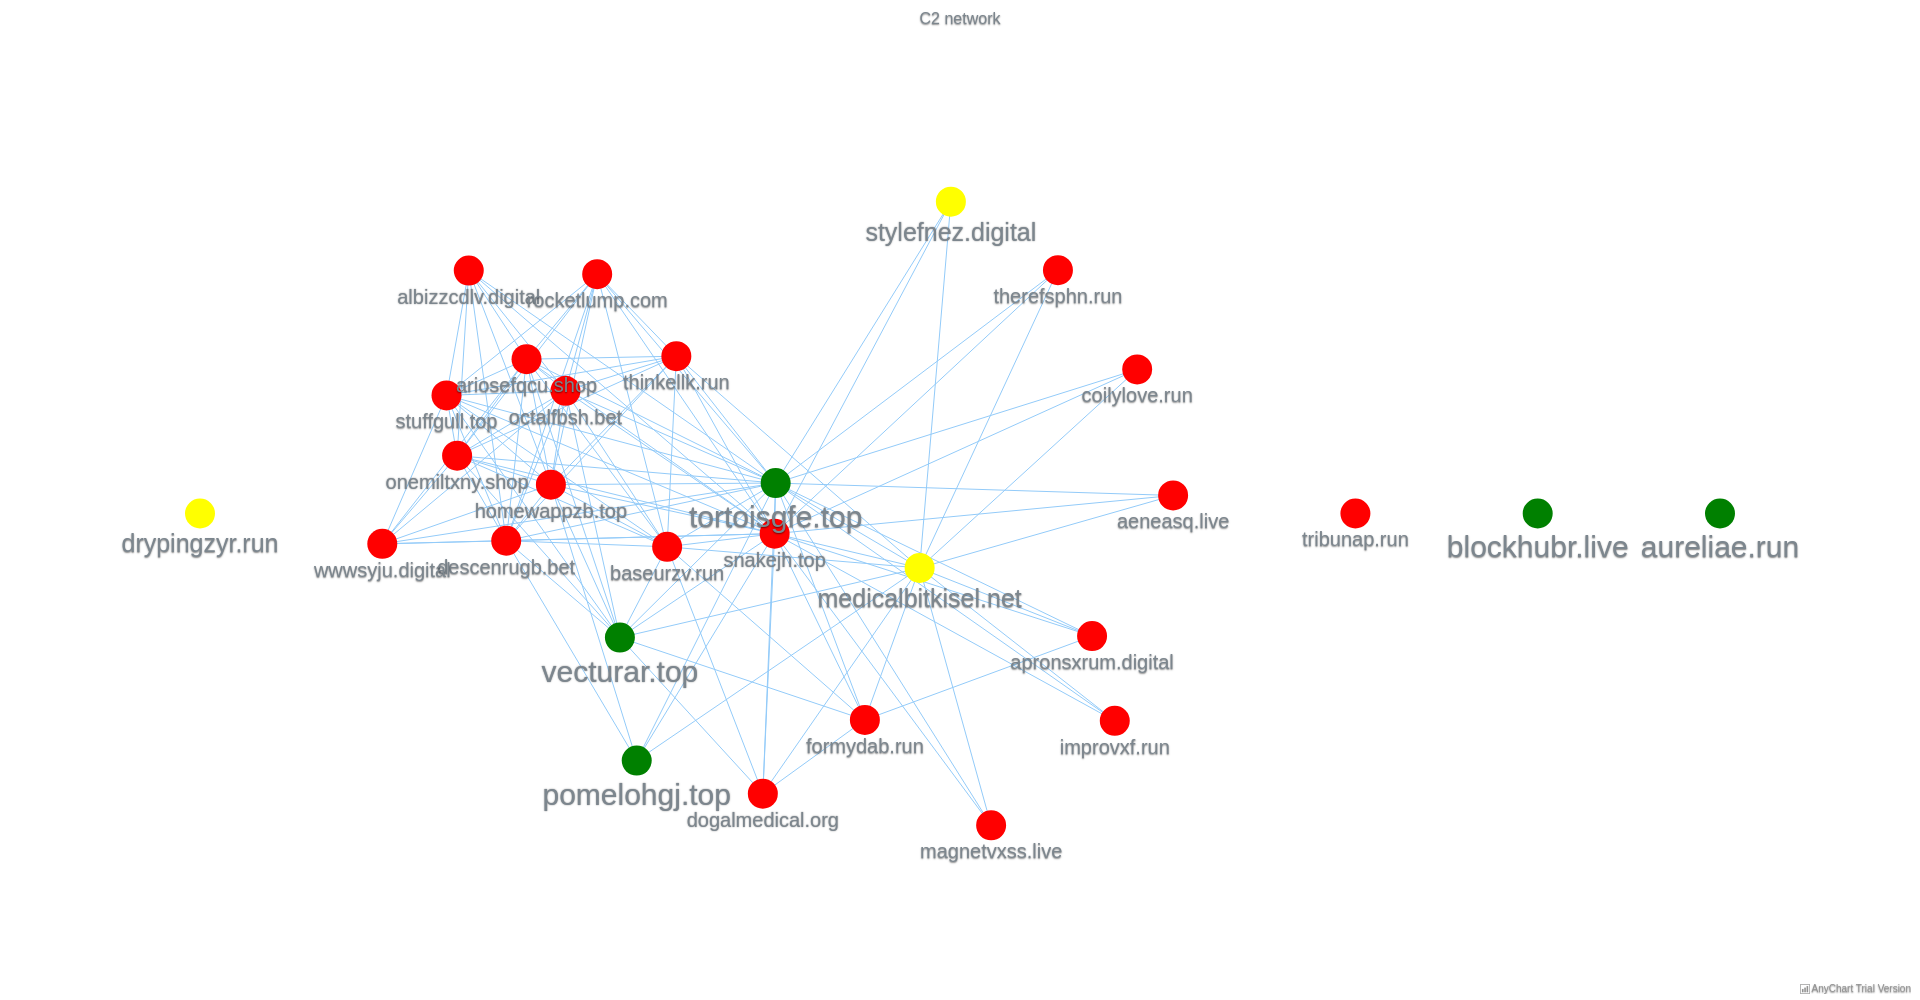 C2 network
stylefnez.digital
albizzcdlv.digital
rocketlump.com
therefsphn.run
ariosefqcu.shop
thinkellk.run
coilylove.run
stuffgull.top
octalfbsh.bet
onemiltxny.shop
homewappzb.top
tortoisgfe.top
aeneasq.live
drypingzyr.run
tribunap.run
blockhubr.live
aureliae.run
wwwsyju.digital
descenrugb.bet
baseurzv.run
snakejh.top
medicalbitkisel.net
vecturar.top
apronsxrum.digital
formydab.run
improvxf.run
pomelohgj.top
dogalmedical.org
magnetvxss.live
AnyChart Trial Version